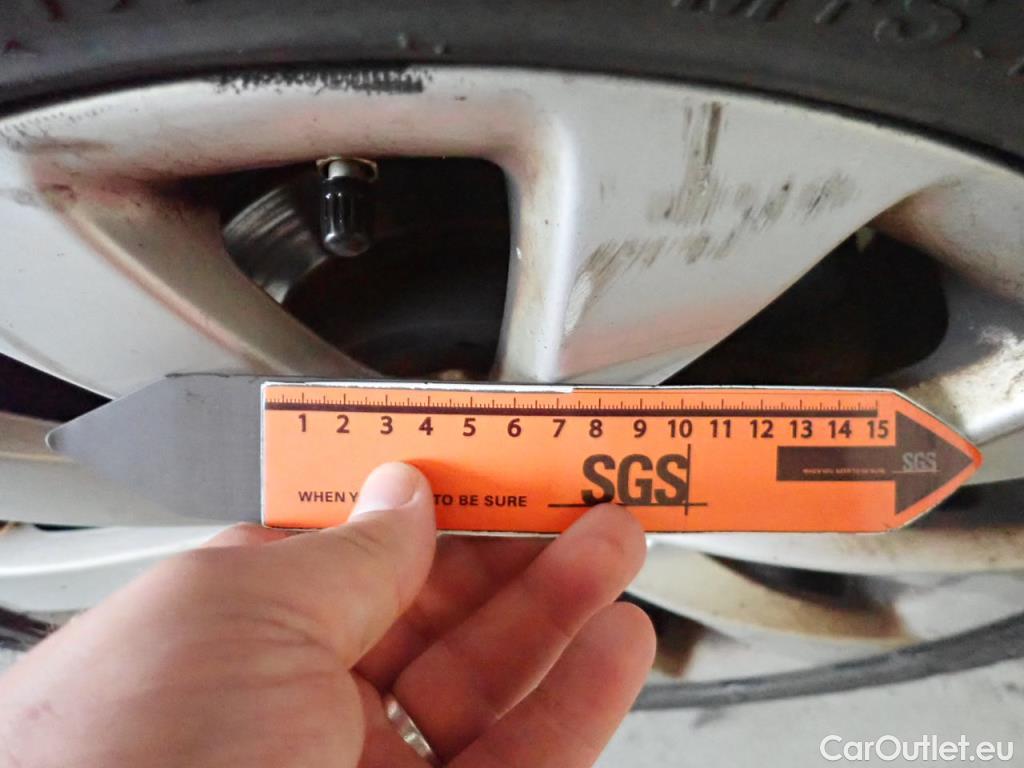 1 2 3 4 5 6 7 8 9 10 11 12 13 14 15
SGS
WHEN Y TO BE SURE
SGS
CarOutlet.eu